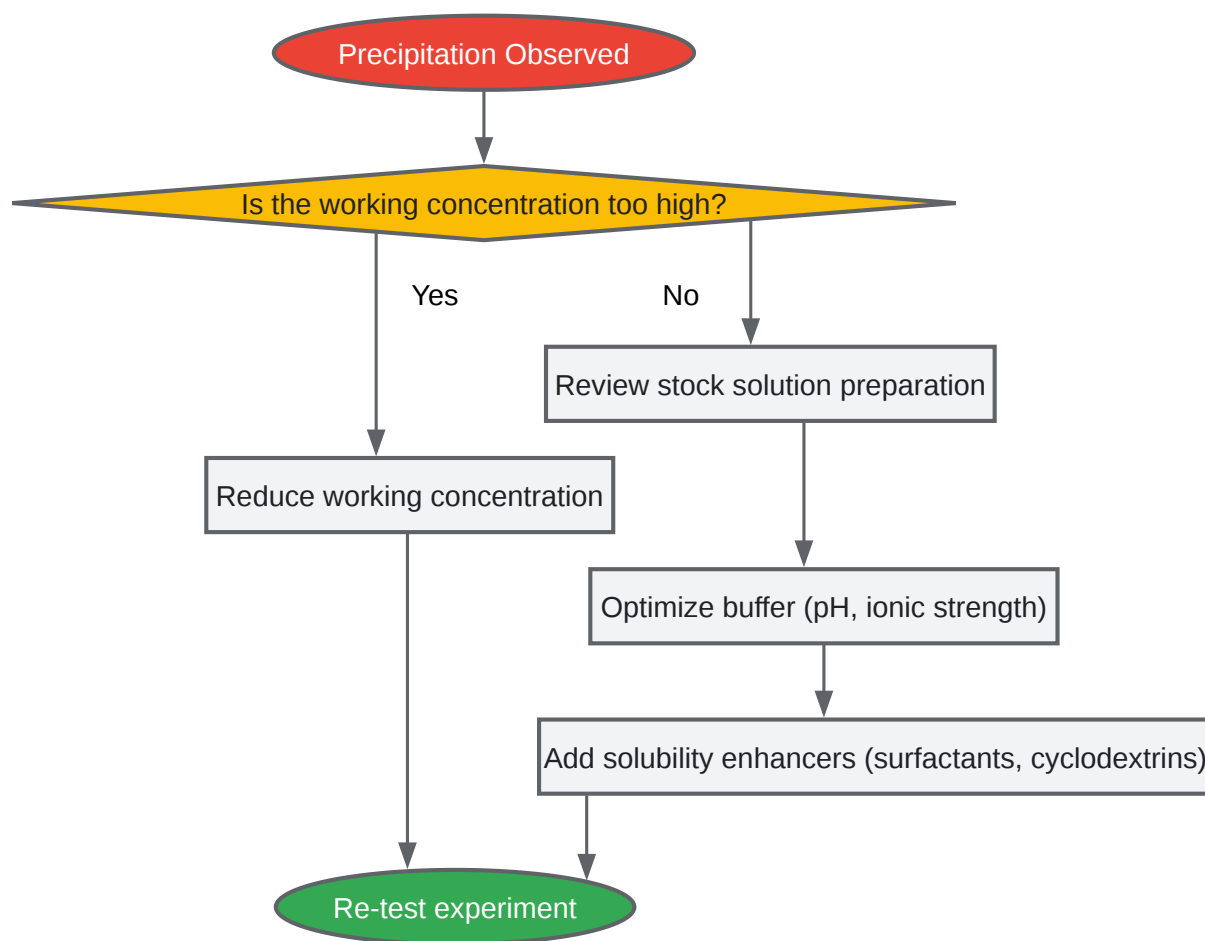 Precipitation Observed
Is the working concentration too high?
Yes
No
Review stock solution preparation
Reduce working concentration
Optimize buffer (pH, ionic strength)
Add solubility enhancers (surfactants, cyclodextrins)
Re-test experiment